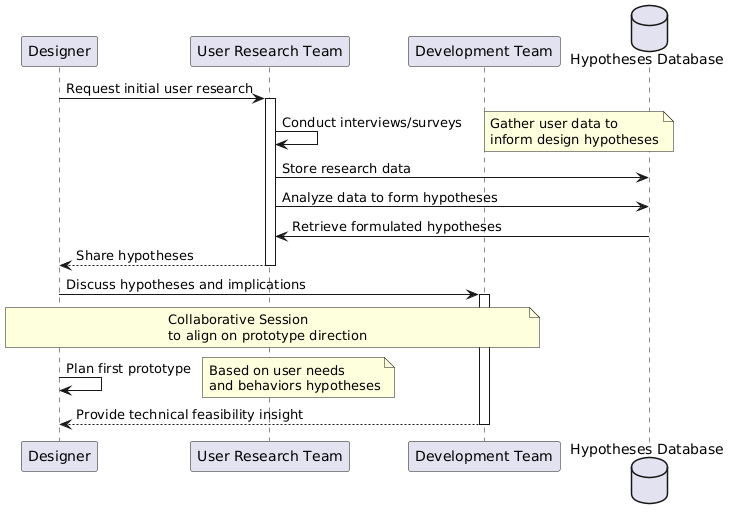 Designer
User Research Team
Development Team
Hypotheses Database
Request initial user research
Conduct interviews/surveys
Gather user data to
inform design hypotheses
Store research data
Analyze data to form hypotheses
Retrieve formulated hypotheses
Share hypotheses
Discuss hypotheses and implications
Collaborative Session
to align on prototype direction
Plan first prototype
Based on user needs
and behaviors hypotheses
Provide technical feasibility insight
Designer
User Research Team
Development Team
Hypotheses Database